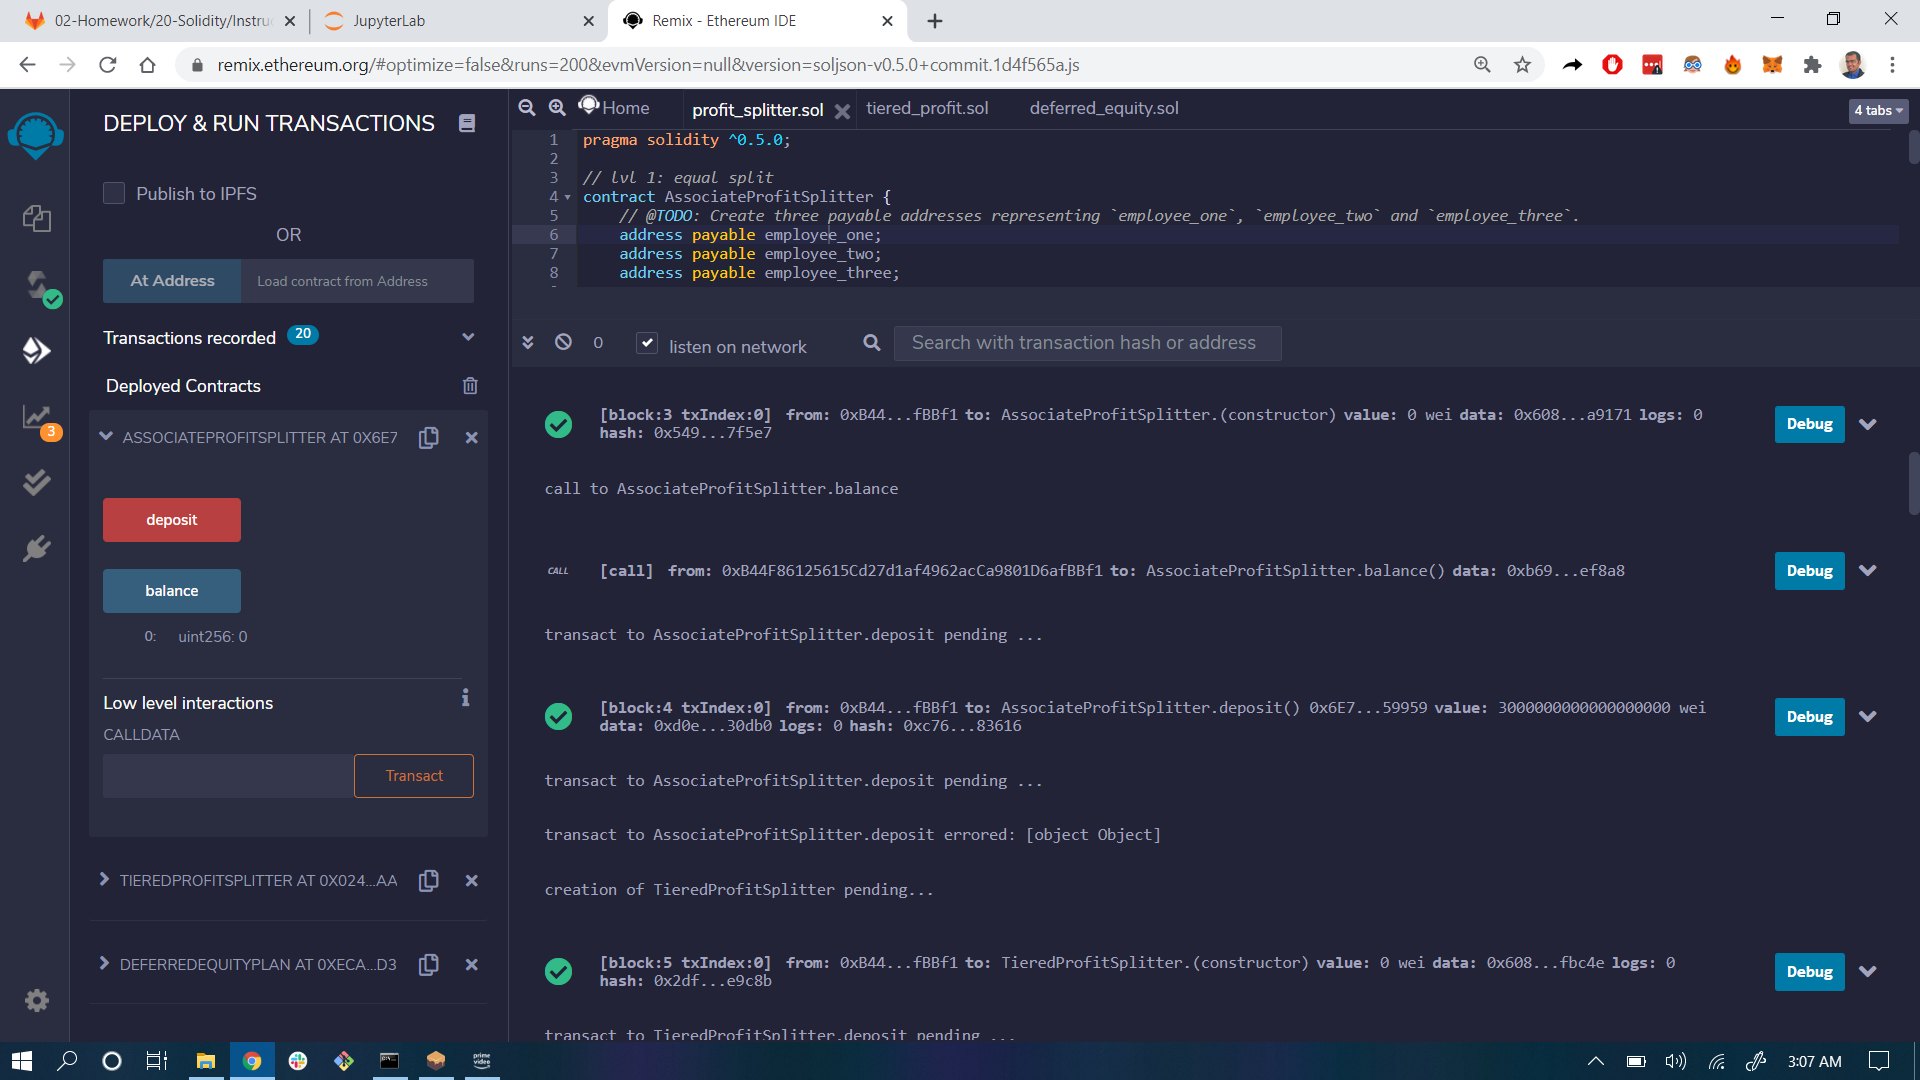 02-Homework/20-Solidity/Instruc
JupyterLab
Remix - Ethereum IDE
remix.ethereum.org/#optimize=false&runs=200&evmVersion=null&version=soljson-v0.5.0+commit.1d4f565a.js
DEPLOY & RUN TRANSACTIONS
Publish to IPFS
OR
At Address
Load contract from Address
Transactions recorded 20
Deployed Contracts
3
ASSOCIATEPROFITSPLITTER AT 0X6E7
deposit
balance
0: uint256: 0
Low level interactions
i
CALLDATA
Transact
TIEREDPROFITSPLITTER AT 0X024...AA
DEFERREDEQUITYPLAN AT 0XECA...D3
Home
profit_splitter.sol
tiered_profit.sol
deferred_equity.sol
4 tabs
1 pragma solidity ^0.5.0;
2
3 // lvl 1: equal split
4 contract AssociateProfitSplitter {
5 // @TODO: Create three payable addresses representing `employee_one`, `employee_two` and `employee_three`.
6 address payable employee_one;
7 address payable employee_two;
8 address payable employee_three;
0
listen on network
Search with transaction hash or address
[block:3 txIndex:0] from: 0xB44...fBBf1 to: AssociateProfitSplitter.(constructor) value: 0 wei data: 0x608...a9171 logs: 0
hash: 0x549...7f5e7
Debug
call to AssociateProfitSplitter.balance
CALL
[call] from: 0xB44F86125615Cd27d1af4962acCa9801D6afBBf1 to: AssociateProfitSplitter.balance() data: 0xb69...ef8a8
Debug
transact to AssociateProfitSplitter.deposit pending ...
[block:4 txIndex:0] from: 0xB44...fBBf1 to: AssociateProfitSplitter.deposit() 0x6E7...59959 value: 3000000000000000000 wei
data: 0xd0e...30db0 logs: 0 hash: 0xc76...83616
Debug
transact to AssociateProfitSplitter.deposit pending ...
transact to AssociateProfitSplitter.deposit errored: [object Object]
creation of TieredProfitSplitter pending...
[block:5 txIndex:0] from: 0xB44...fBBf1 to: TieredProfitSplitter.(constructor) value: 0 wei data: 0x608...fbc4e logs: 0
hash: 0x2df...e9c8b
Debug
transact to TieredProfitSplitter.deposit pending ...
prime video
3:07 AM